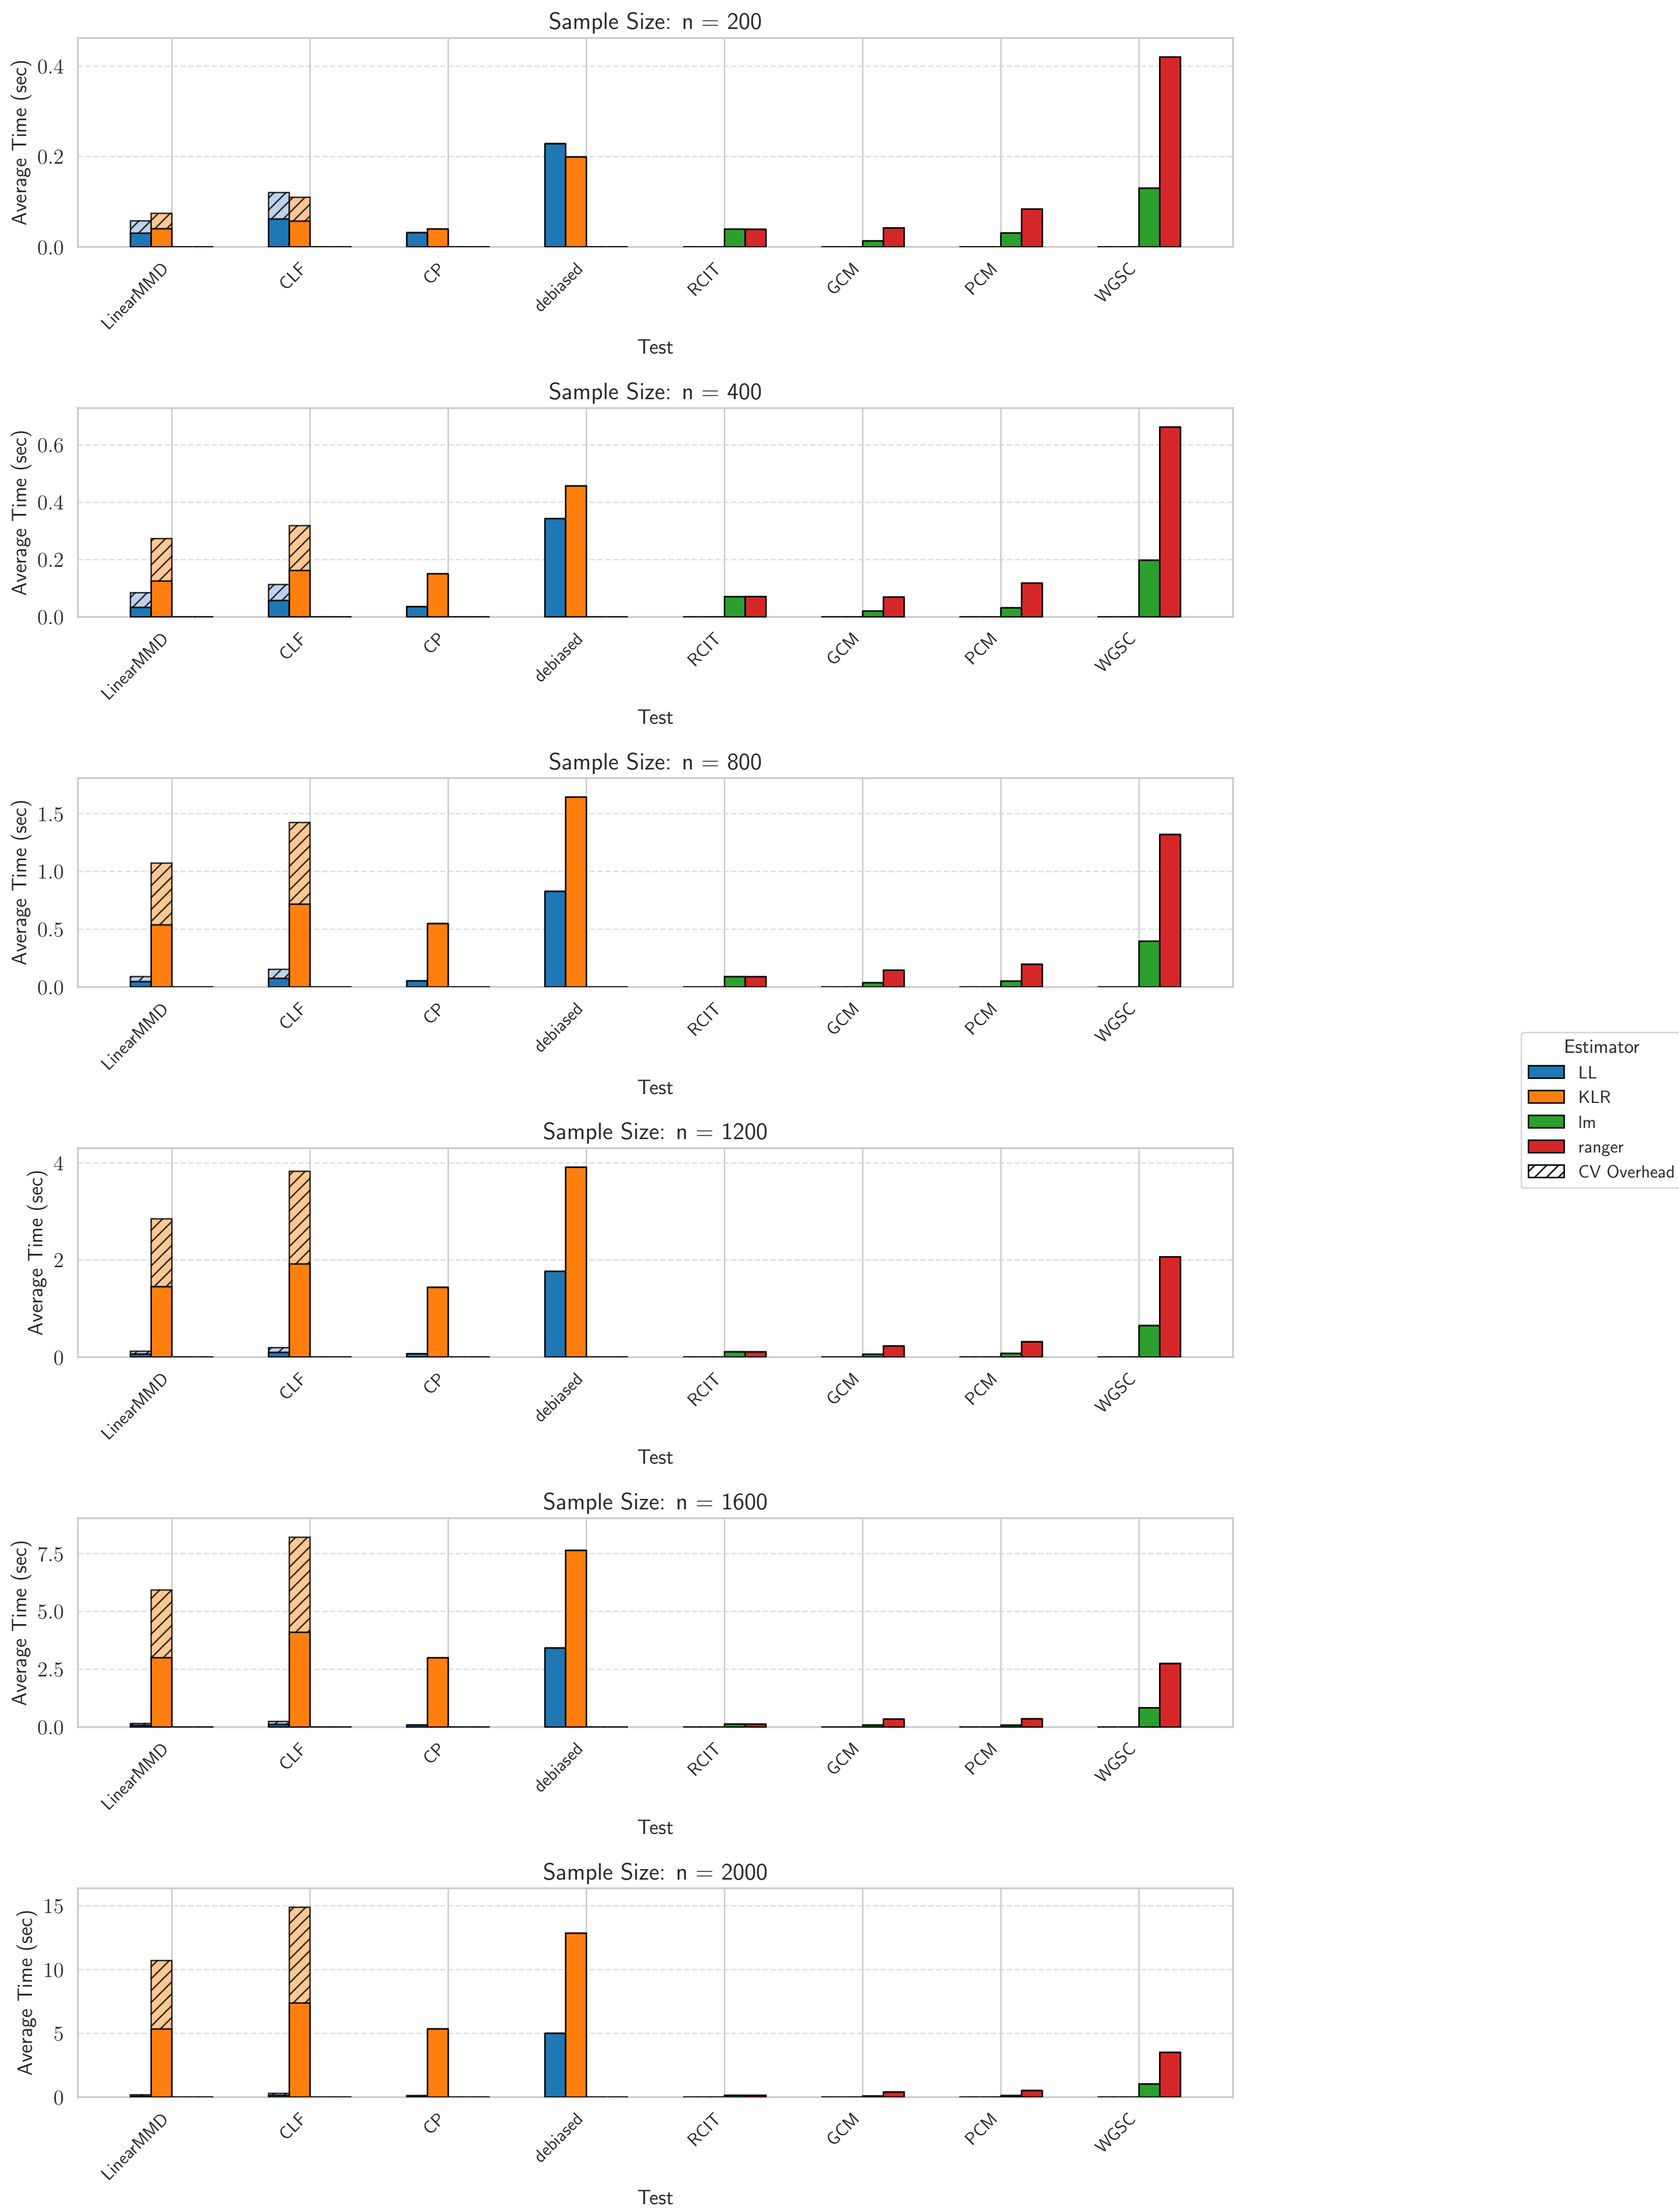 Sample Size: n = 200
Average Time (sec)
0.4
0.2
0.0
LinearMMD
CLF
CP
debiased
RCIT
GCM
PCM
WGSC
Test
Sample Size: n = 400
Average Time (sec)
0.6
0.4
0.2
0.0
LinearMMD
CLF
CP
debiased
RCIT
GCM
PCM
WGSC
Test
Sample Size: n = 800
Average Time (sec)
1.5
1.0
0.5
0.0
LinearMMD
CLF
CP
debiased
RCIT
GCM
PCM
WGSC
Test
Estimator
LL
KLR
lm
ranger
CV Overhead
Sample Size: n = 1200
Average Time (sec)
4
2
0
LinearMMD
CLF
CP
debiased
RCIT
GCM
PCM
WGSC
Test
Sample Size: n = 1600
Average Time (sec)
7.5
5.0
2.5
0.0
LinearMMD
CLF
CP
debiased
RCIT
GCM
PCM
WGSC
Test
Sample Size: n = 2000
Average Time (sec)
15
10
5
0
LinearMMD
CLF
CP
debiased
RCIT
GCM
PCM
WGSC
Test